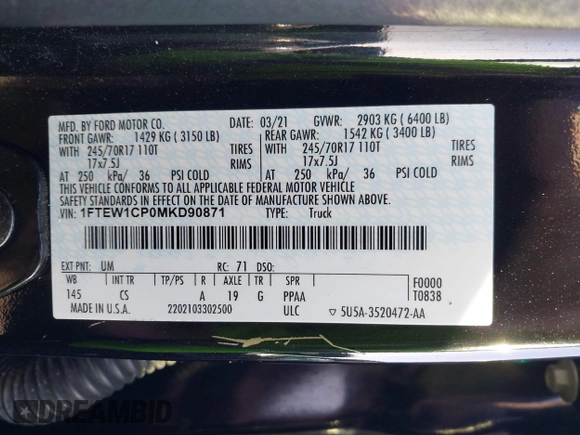 MFD. BY FORD MOTOR CO. DATE: 03/21 GVWR: 2903 KG ( 6400 LB)
FRONT GAWR: 1429 KG ( 3150 LB) REAR GAWR: 1542 KG ( 3400 LB)
WITH 245/70R17 110T TIRES WITH 245/70R17 110T TIRES
17x7.5J RIMS 17x7.5J RIMS
AT 250 kPa/ 36 PSI COLD AT 250 kPa/ 36 PSI COLD
THIS VEHICLE CONFORMS TO ALL APPLICABLE FEDERAL MOTOR VEHICLE
SAFETY STANDARDS IN EFFECT ON THE DATE OF MANUFACTURE SHOWN ABOVE.
VIN: 1FTEW1CP0MKD90871 TYPE: Truck
EXT PNT: UM RC: 71 DSO:
WB INT TR TP/PS R AXLE TR SPR F0000
145 CS A 19 G PPAA T0838
MADE IN U.S.A. 2202103302500 ULC ▽ 5U5A-3520472-AA
DREAMBID